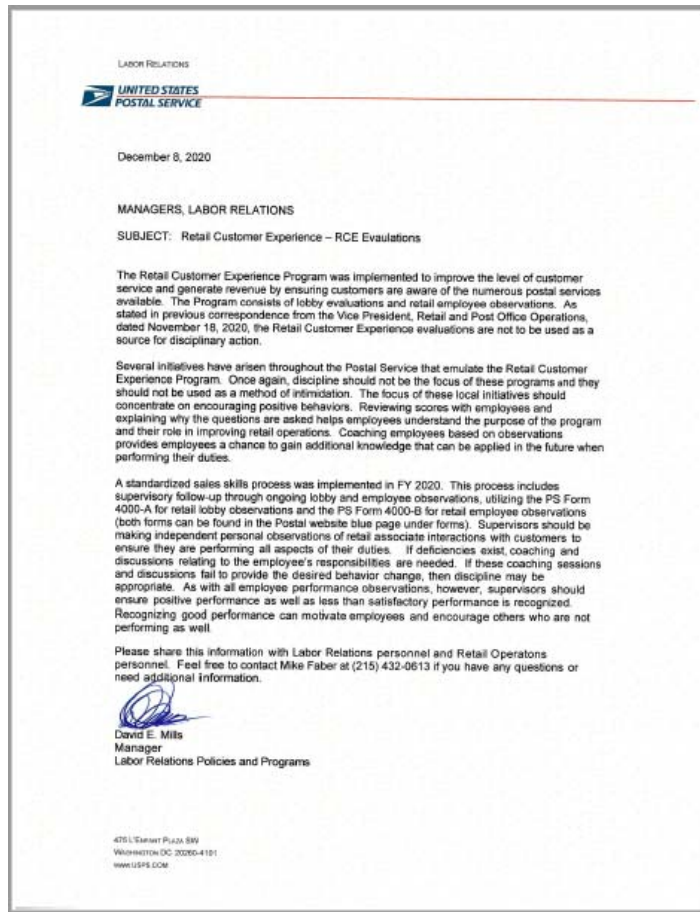 LABOR RELATIONS
UNITED STATES
POSTAL SERVICE
December 8, 2020
MANAGERS, LABOR RELATIONS
SUBJECT: Retail Customer Experience – RCE Evaulations
The Retail Customer Experience Program was implemented to improve the level of customer
service and generate revenue by ensuring customers are aware of the numerous postal services
available. The Program consists of lobby evaluations and retail employee observations. As
stated in previous correspondence from the Vice President, Retail and Post Office Operations,
dated November 18, 2020, the Retail Customer Experience evaluations are not to be used as a
source for disciplinary action.
Several initiatives have arisen throughout the Postal Service that emulate the Retail Customer
Experience Program. Once again, discipline should not be the focus of these programs and they
should not be used as a method of intimidation. The focus of these local initiatives should
concentrate on encouraging positive behaviors. Reviewing scores with employees and
explaining why the questions are asked helps employees understand the purpose of the program
and their role in improving retail operations. Coaching employees based on observations
provides employees a chance to gain additional knowledge that can be applied in the future when
performing their duties.
A standardized sales skills process was implemented in FY 2020. This process includes
supervisory follow-up through ongoing lobby and employee observations, utilizing the PS Form
4000-A for retail lobby observations and the PS Form 4000-B for retail employee observations
(both forms can be found in the Postal website blue page under forms). Supervisors should be
making independent personal observations of retail associate interactions with customers to
ensure they are performing all aspects of their duties. If deficiencies exist, coaching and
discussions relating to the employee's responsibilities are needed. If these coaching sessions
and discussions fail to provide the desired behavior change, then discipline may be
appropriate. As with all employee performance observations, however, supervisors should
ensure positive performance as well as less than satisfactory performance is recognized.
Recognizing good performance can motivate employees and encourage others who are not
performing as well.
Please share this information with Labor Relations personnel and Retail Operatons
personnel. Feel free to contact Mike Faber at (215) 432-0613 if you have any questions or
need additional information.
David E. Mills
Manager
Labor Relations Policies and Programs
475 L'ENFANT PLAZA SW
WASHINGTON DC 20260-4101
WWW.USPS.COM